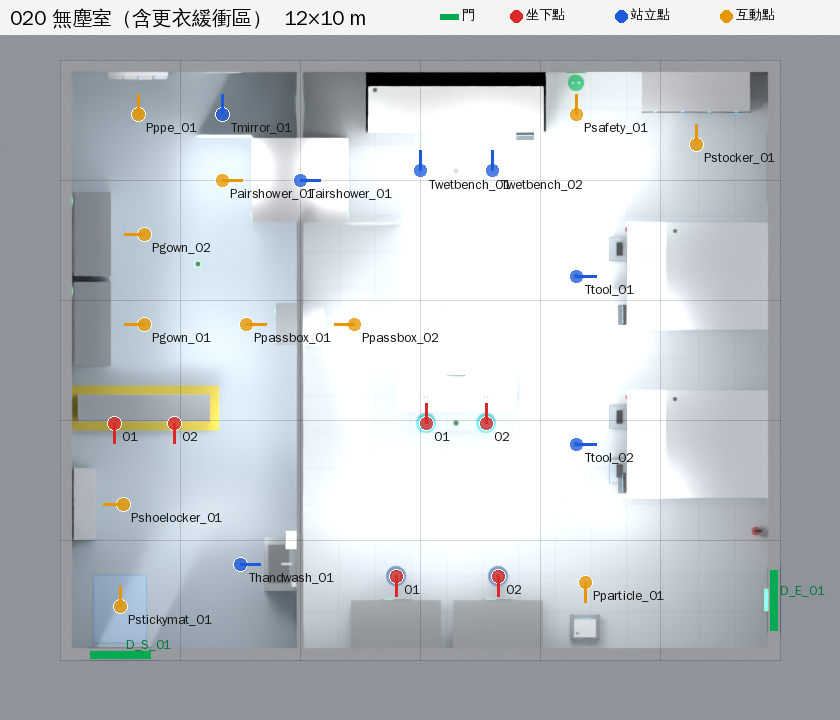 020 無塵室（含更衣緩衝區） 12×10 m
門
坐下點
站立點
互動點
Pppe_01
Tmirror_01
Psafety_01
Pstocker_01
Pairshower_01
Tairshower_01
Twetbench_01
Twetbench_02
Pgown_02
Ttool_01
Pgown_01
Ppassbox_01
Ppassbox_02
01
02
01
02
Ttool_02
Pshoelocker_01
Thandwash_01
01
02
Pparticle_01
D_E_01
Pstickymat_01
D_S_01